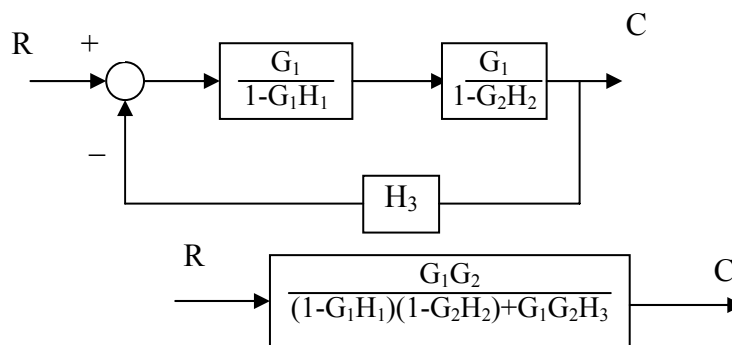 C
R +
G₁ G₁
1-G₁H₁ 1-G₂H₂
−
H₃
R
G₁G₂
C
(1-G₁H₁)(1-G₂H₂)+G₁G₂H₃